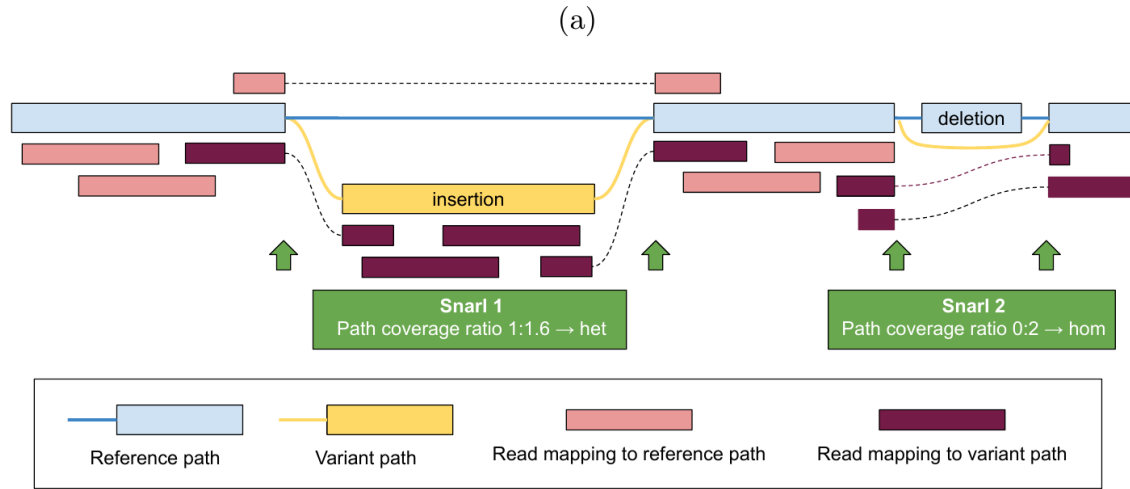 (a)
deletion
insertion
Snarl 1
Path coverage ratio 1:1.6 → het
Snarl 2
Path coverage ratio 0:2 → hom
Reference path
Variant path
Read mapping to reference path
Read mapping to variant path